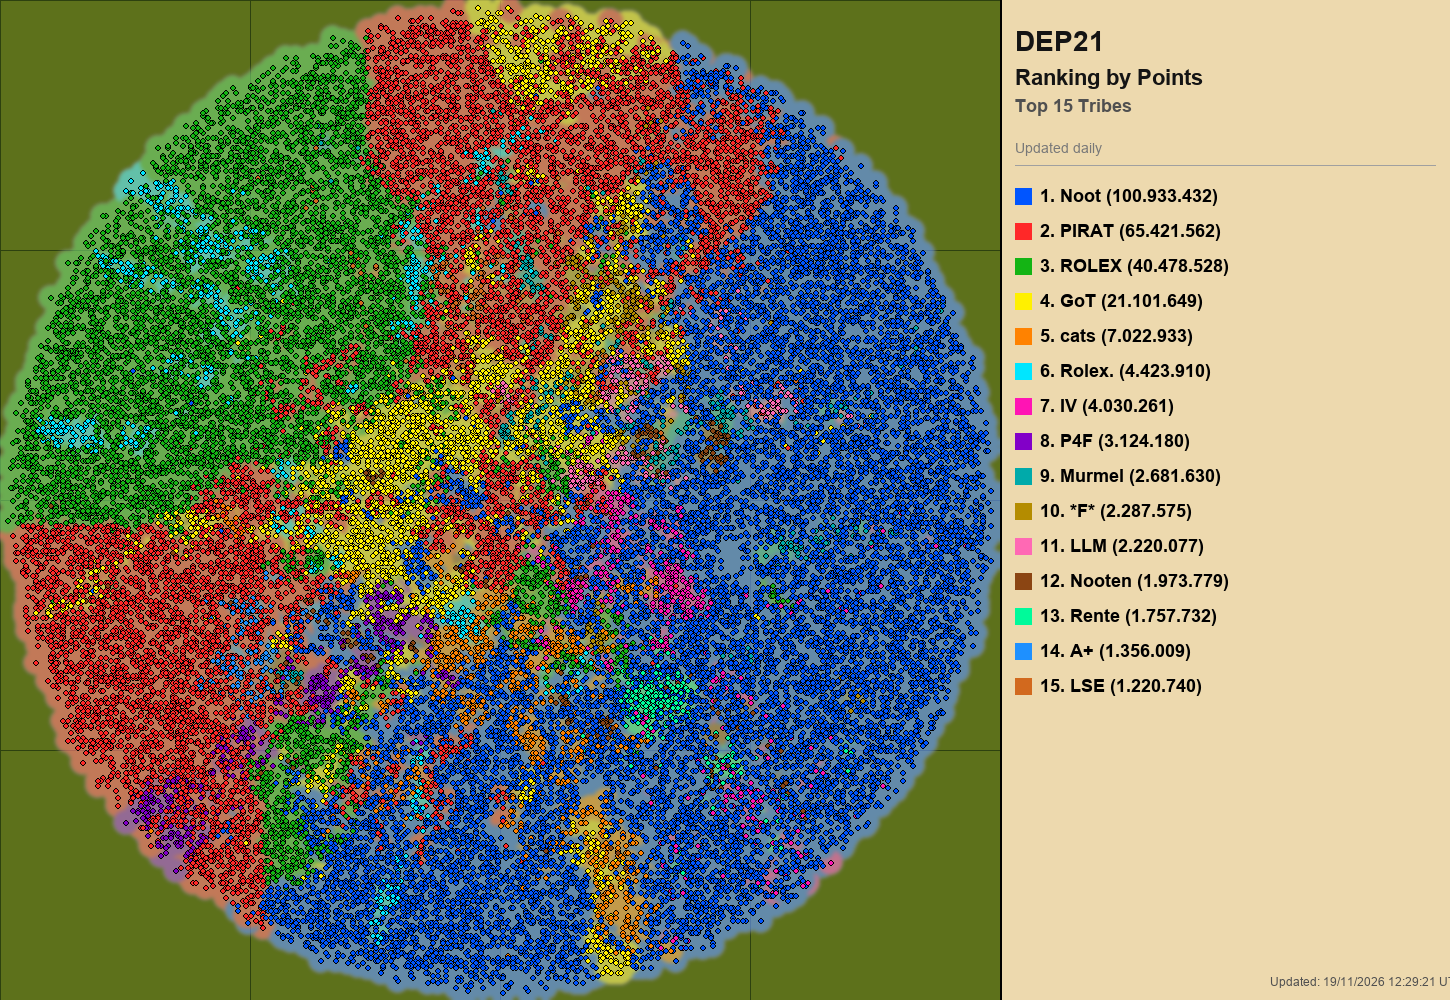 DEP21
Ranking by Points
Top 15 Tribes
Updated daily
1. Noot (100.933.432)
2. PIRAT (65.421.562)
3. ROLEX (40.478.528)
4. GoT (21.101.649)
5. cats (7.022.933)
6. Rolex. (4.423.910)
7. IV (4.030.261)
8. P4F (3.124.180)
9. Murmel (2.681.630)
10. *F* (2.287.575)
11. LLM (2.220.077)
12. Nooten (1.973.779)
13. Rente (1.757.732)
14. A+ (1.356.009)
15. LSE (1.220.740)
Updated: 19/11/2026 12:29:21